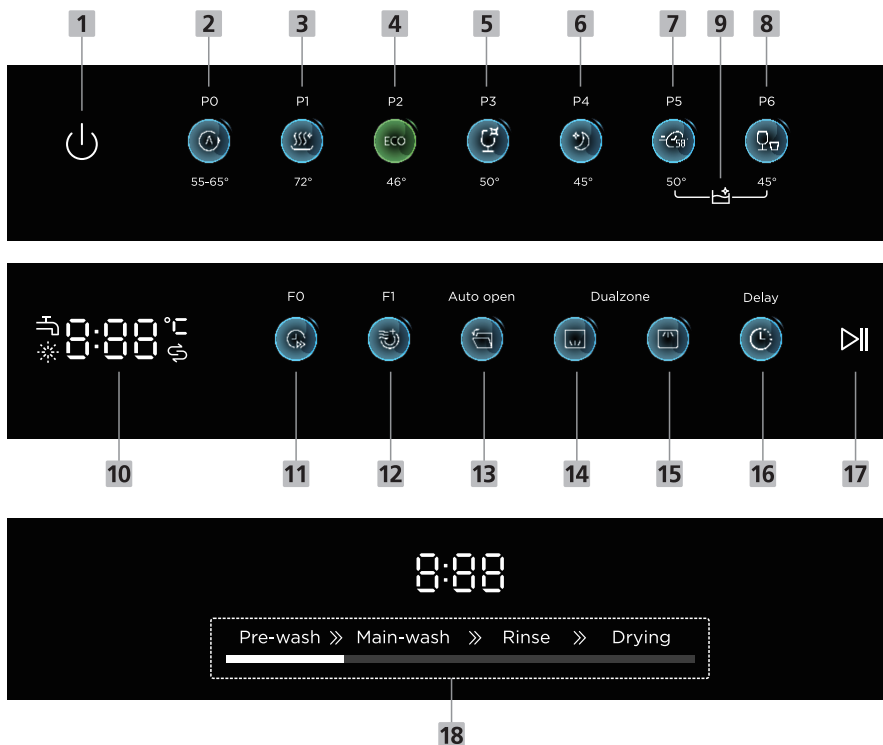 1 2 3 4 5 6 7 9 8
P0 P1 P2 P3 P4 P5 P6
ECO 58'
55-65° 72° 46° 50° 45° 50° 45°
F0 F1 Auto open Dualzone Delay
8:88 °C
10 11 12 13 14 15 16 17
8:88
Pre-wash » Main-wash » Rinse » Drying
18